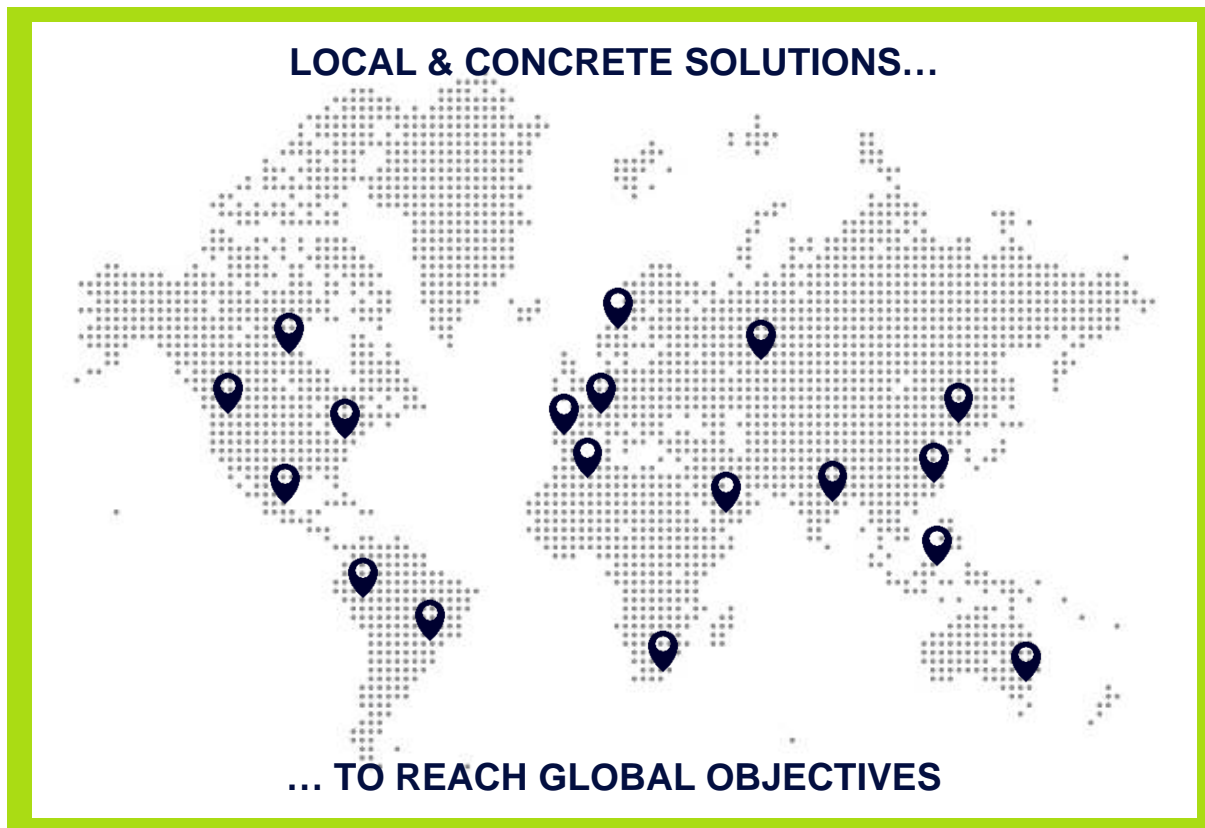 LOCAL & CONCRETE SOLUTIONS…
… TO REACH GLOBAL OBJECTIVES